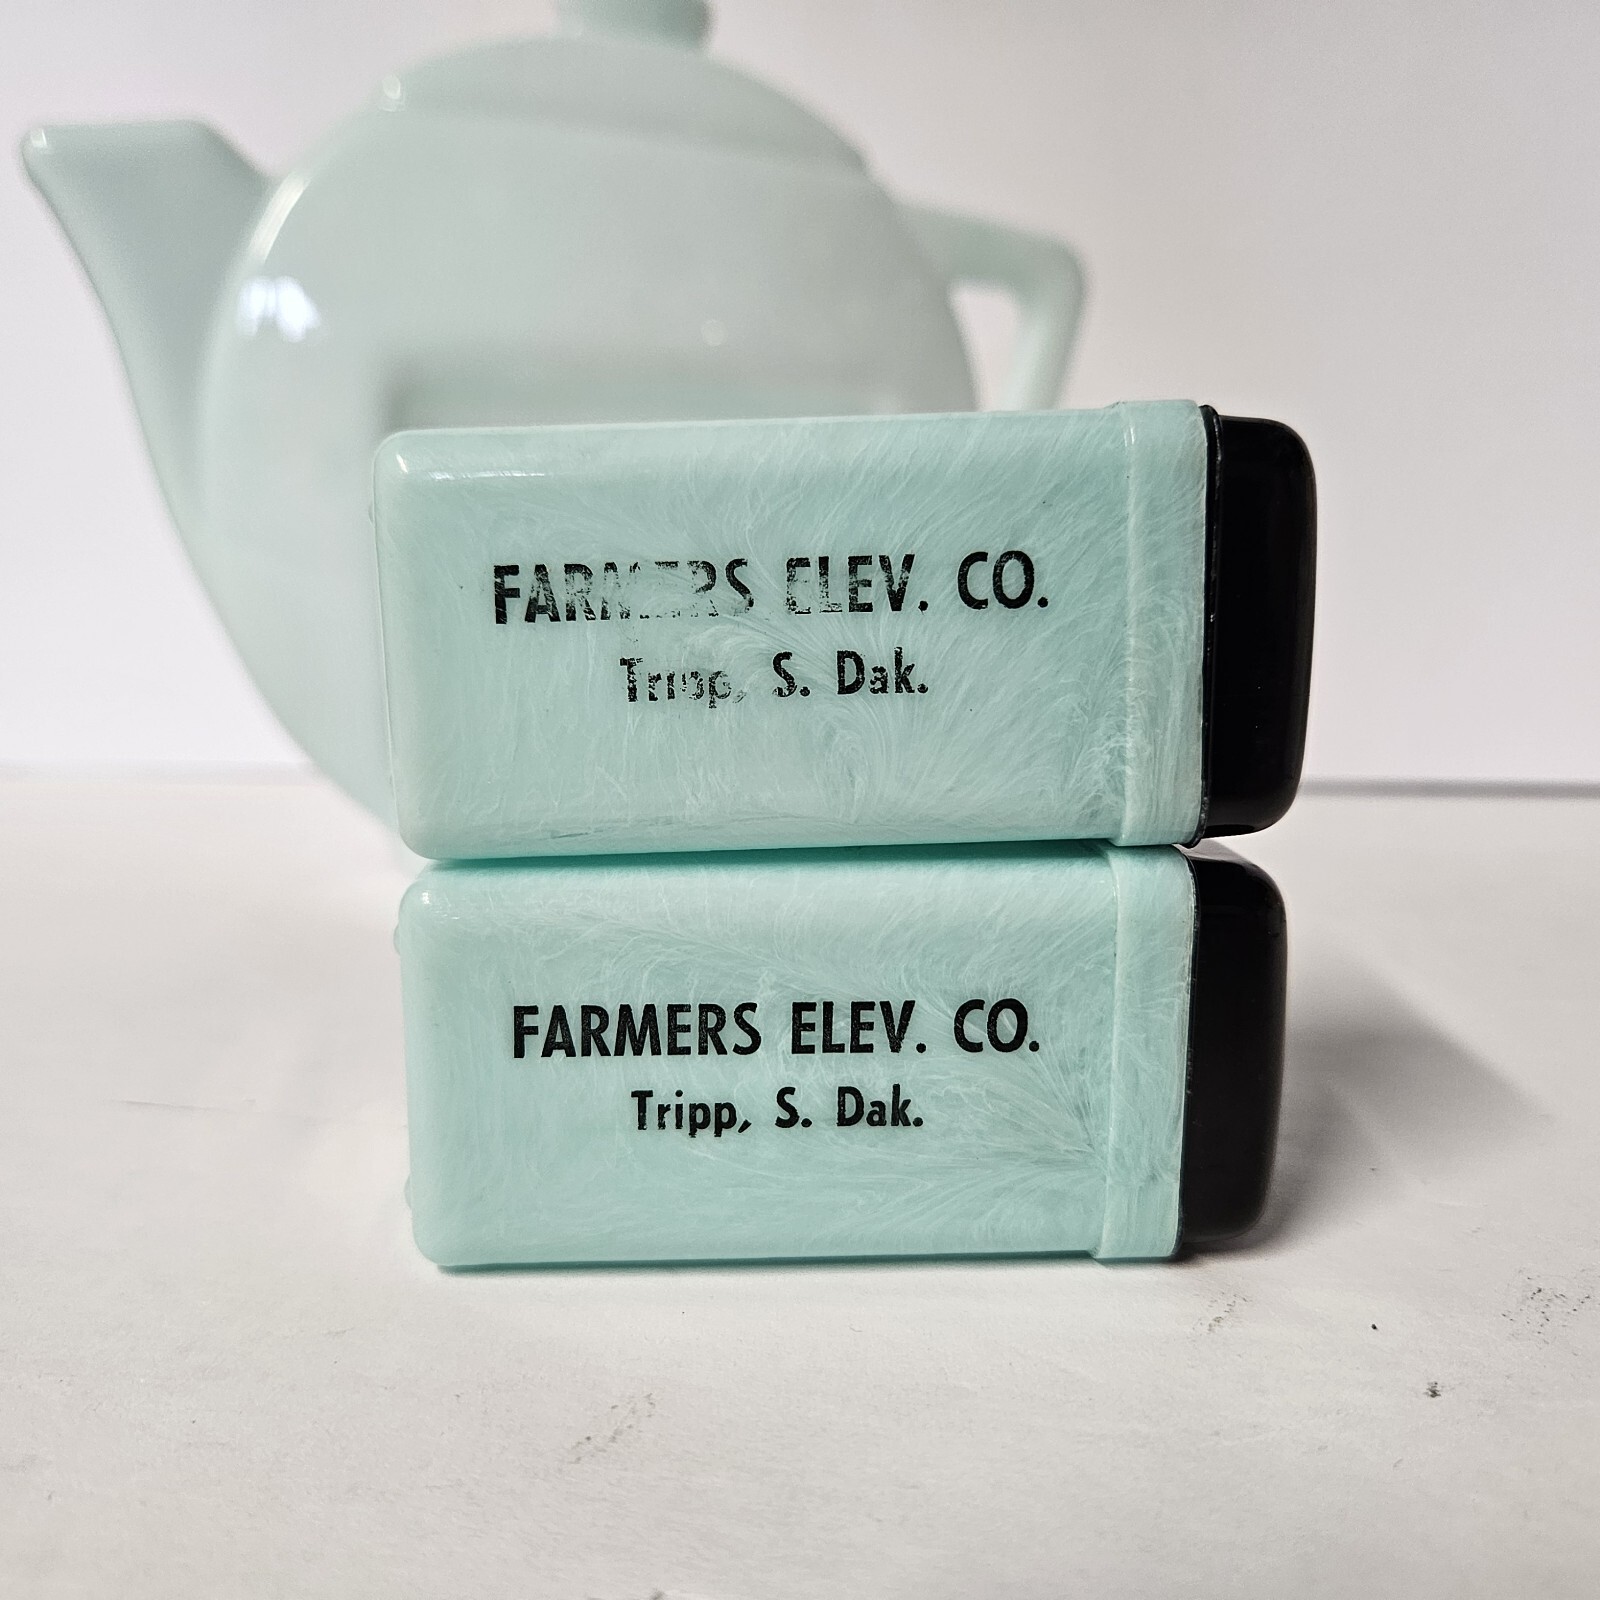 FARMERS ELEV. CO.
Tripp, S. Dak.
FARMERS ELEV. CO.
Tripp, S. Dak.